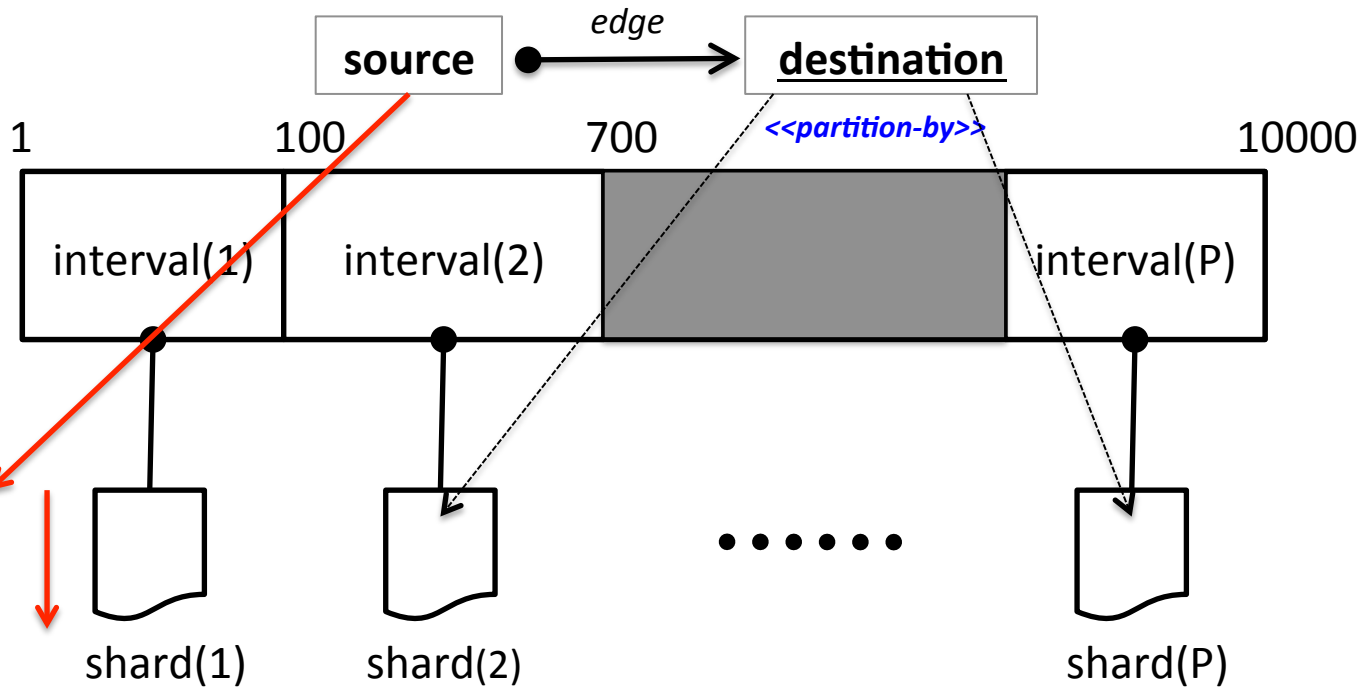 edge
source
destination
1
100
700
<<partition-by>>
10000
interval(1)
interval(2)
interval(P)
shard(1)
shard(2)
shard(P)